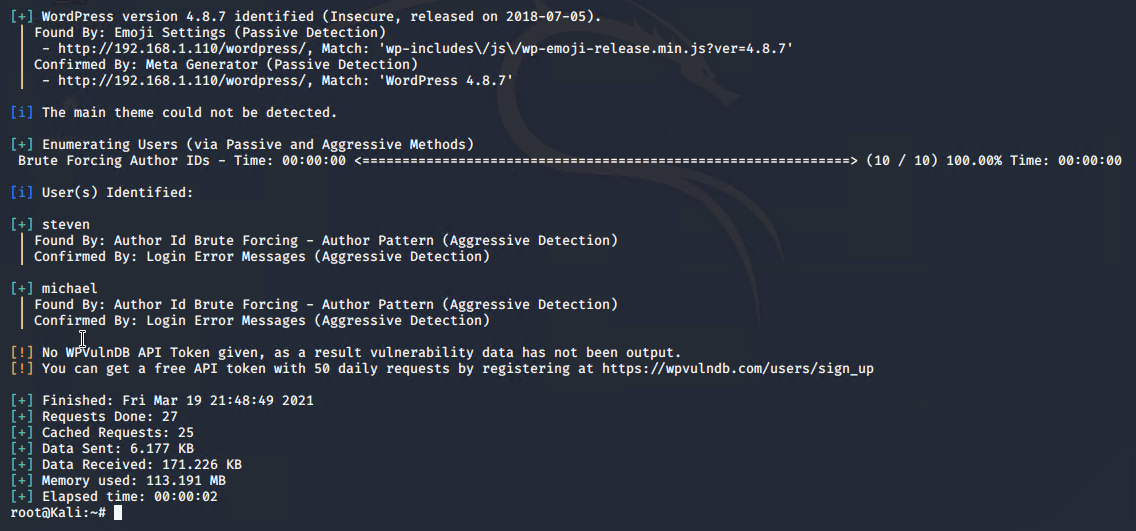 [+] WordPress version 4.8.7 identified (Insecure, released on 2018-07-05).
| Found By: Emoji Settings (Passive Detection)
|  - http://192.168.1.110/wordpress/, Match: 'wp-includes\/js\/wp-emoji-release.min.js?ver=4.8.7'
| Confirmed By: Meta Generator (Passive Detection)
|  - http://192.168.1.110/wordpress/, Match: 'WordPress 4.8.7'
[i] The main theme could not be detected.
[+] Enumerating Users (via Passive and Aggressive Methods)
Brute Forcing Author IDs - Time: 00:00:00 <=============================================================> (10 / 10) 100.00% Time: 00:00:00
[i] User(s) Identified:
[+] steven
| Found By: Author Id Brute Forcing - Author Pattern (Aggressive Detection)
| Confirmed By: Login Error Messages (Aggressive Detection)
[+] michael
| Found By: Author Id Brute Forcing - Author Pattern (Aggressive Detection)
| Confirmed By: Login Error Messages (Aggressive Detection)
[!] No WPVulnDB API Token given, as a result vulnerability data has not been output.
[!] You can get a free API token with 50 daily requests by registering at https://wpvulndb.com/users/sign_up
[+] Finished: Fri Mar 19 21:48:49 2021
[+] Requests Done: 27
[+] Cached Requests: 25
[+] Data Sent: 6.177 KB
[+] Data Received: 171.226 KB
[+] Memory used: 113.191 MB
[+] Elapsed time: 00:00:02
root@Kali:~#